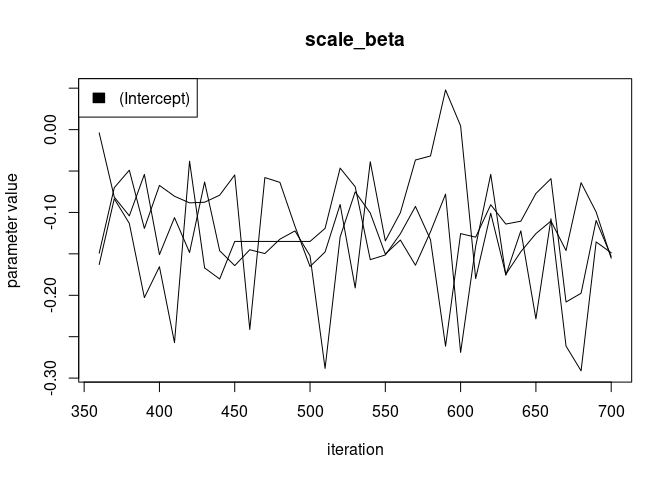 scale_beta
(Intercept)
parameter value
0.00
-0.10
-0.20
-0.30
350 400 450 500 550 600 650 700
iteration